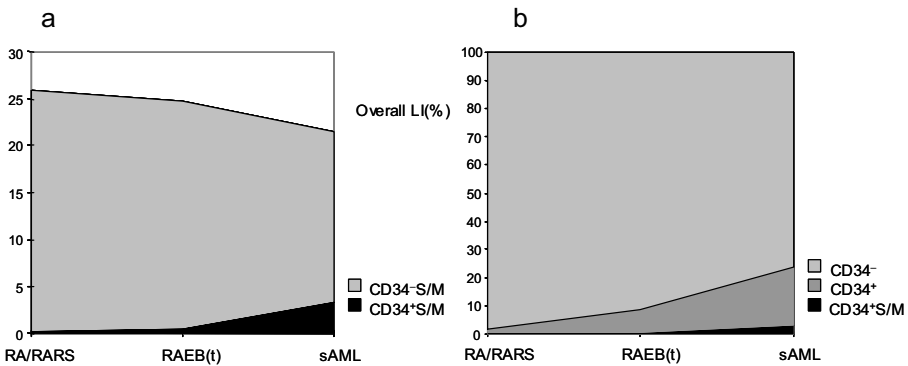 a
30
25
20
15
10
5
0
RA/RARS RAEB(t) sAML
CD34⁻S/M
CD34⁺S/M
b
Overall LI(%)
100
90
80
70
60
50
40
30
20
10
0
RA/RARS RAEB(t) sAML
CD34⁻
CD34⁺
CD34⁺S/M